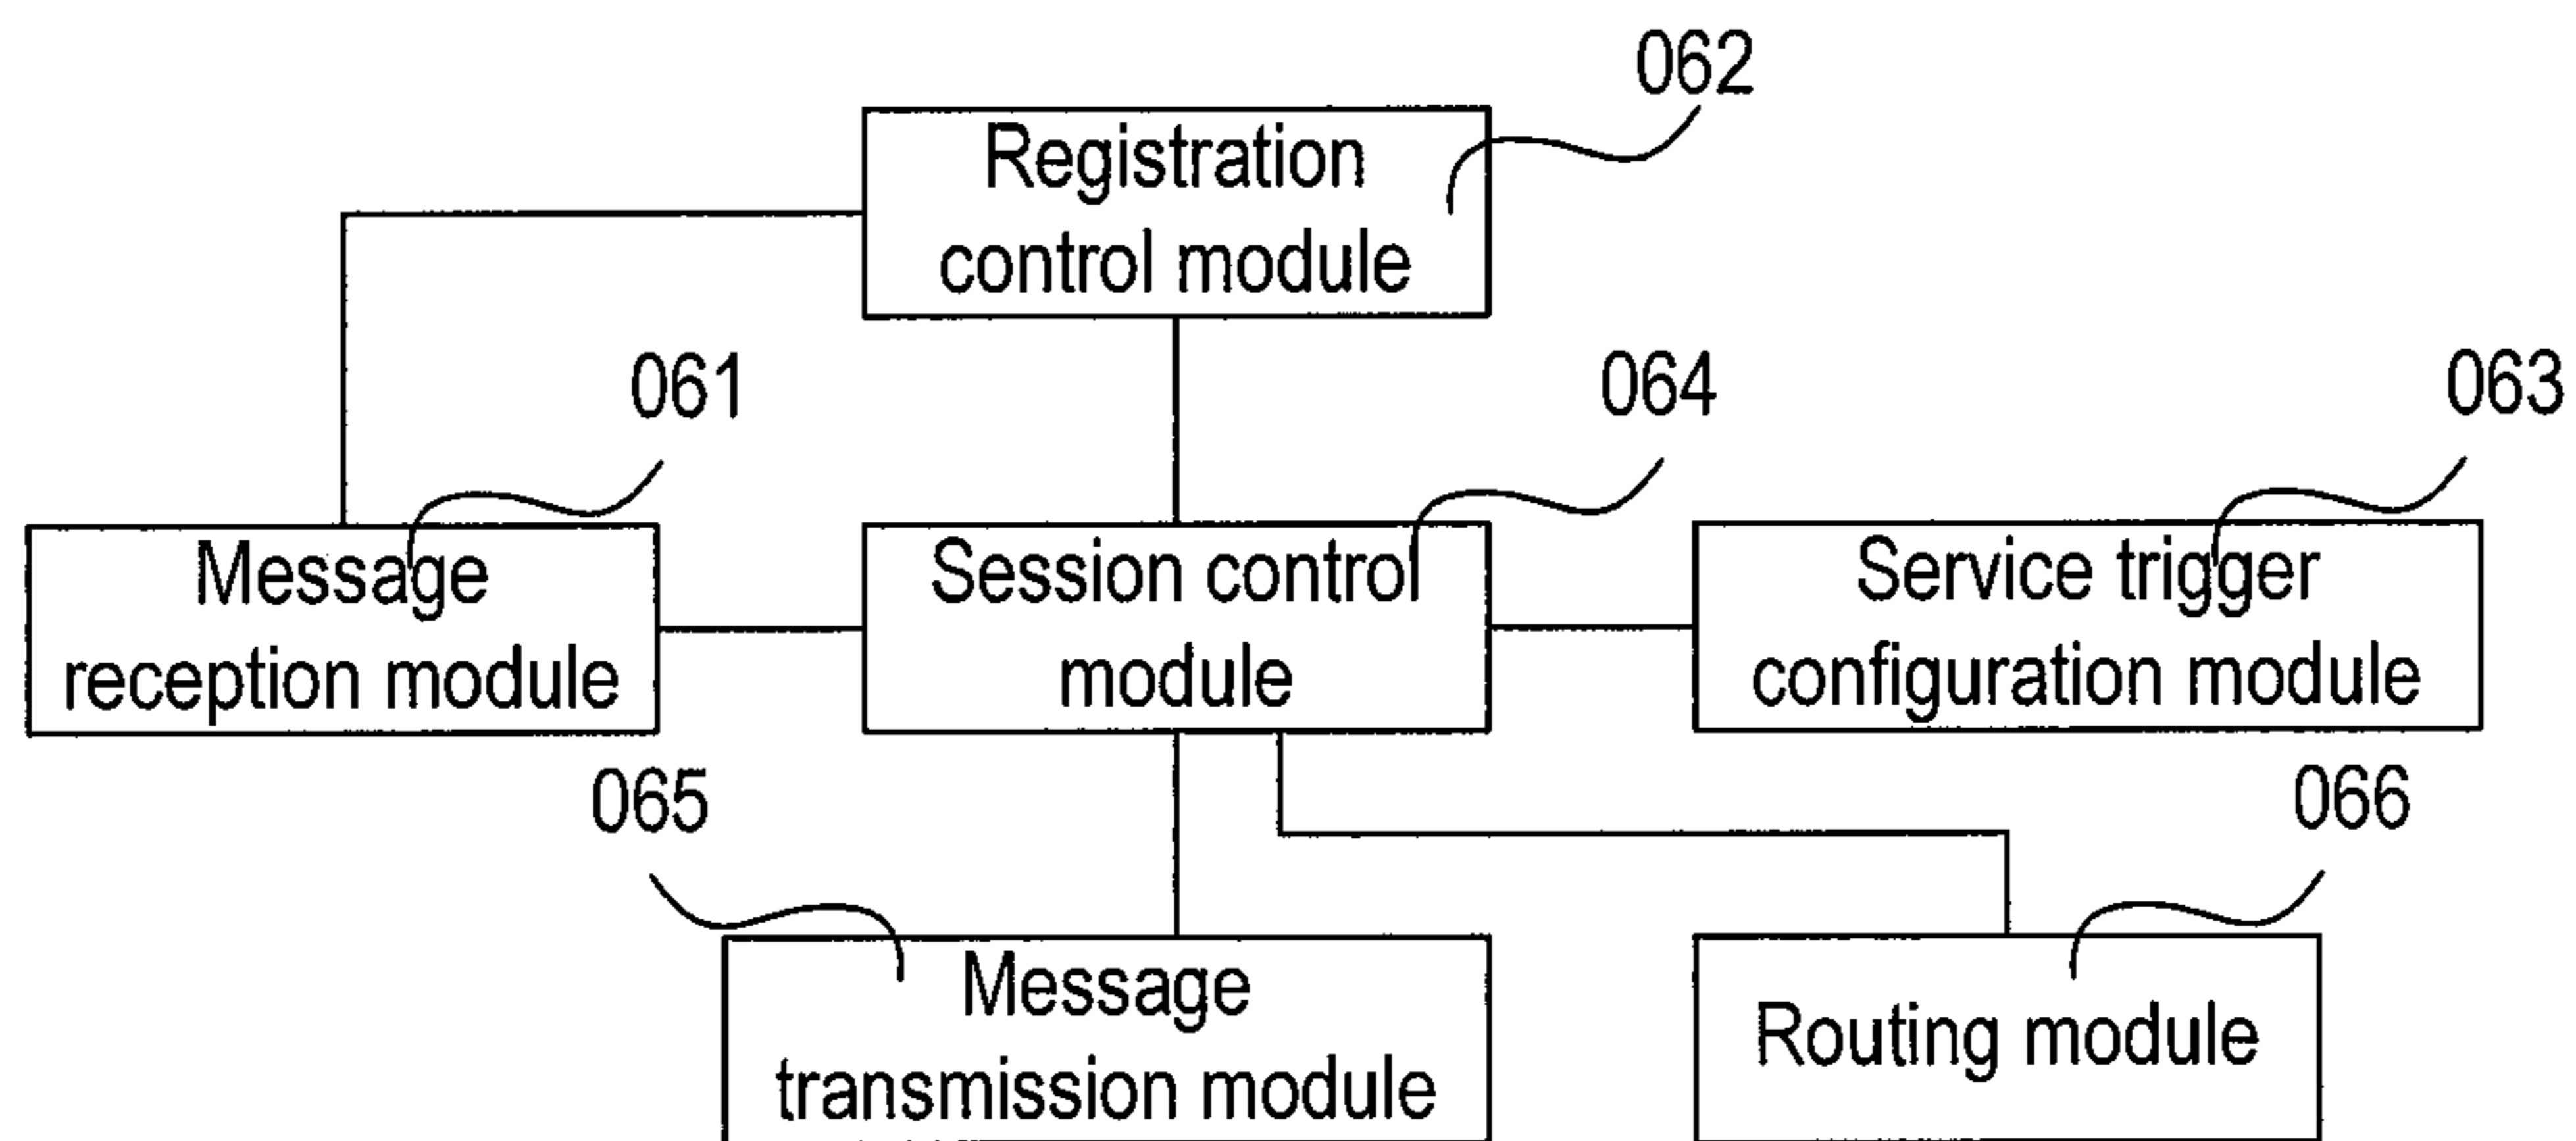 062
Registration
control module
061
064
063
Message
reception module
Session control
module
Service trigger
configuration module
065
066
Message
transmission module
Routing module